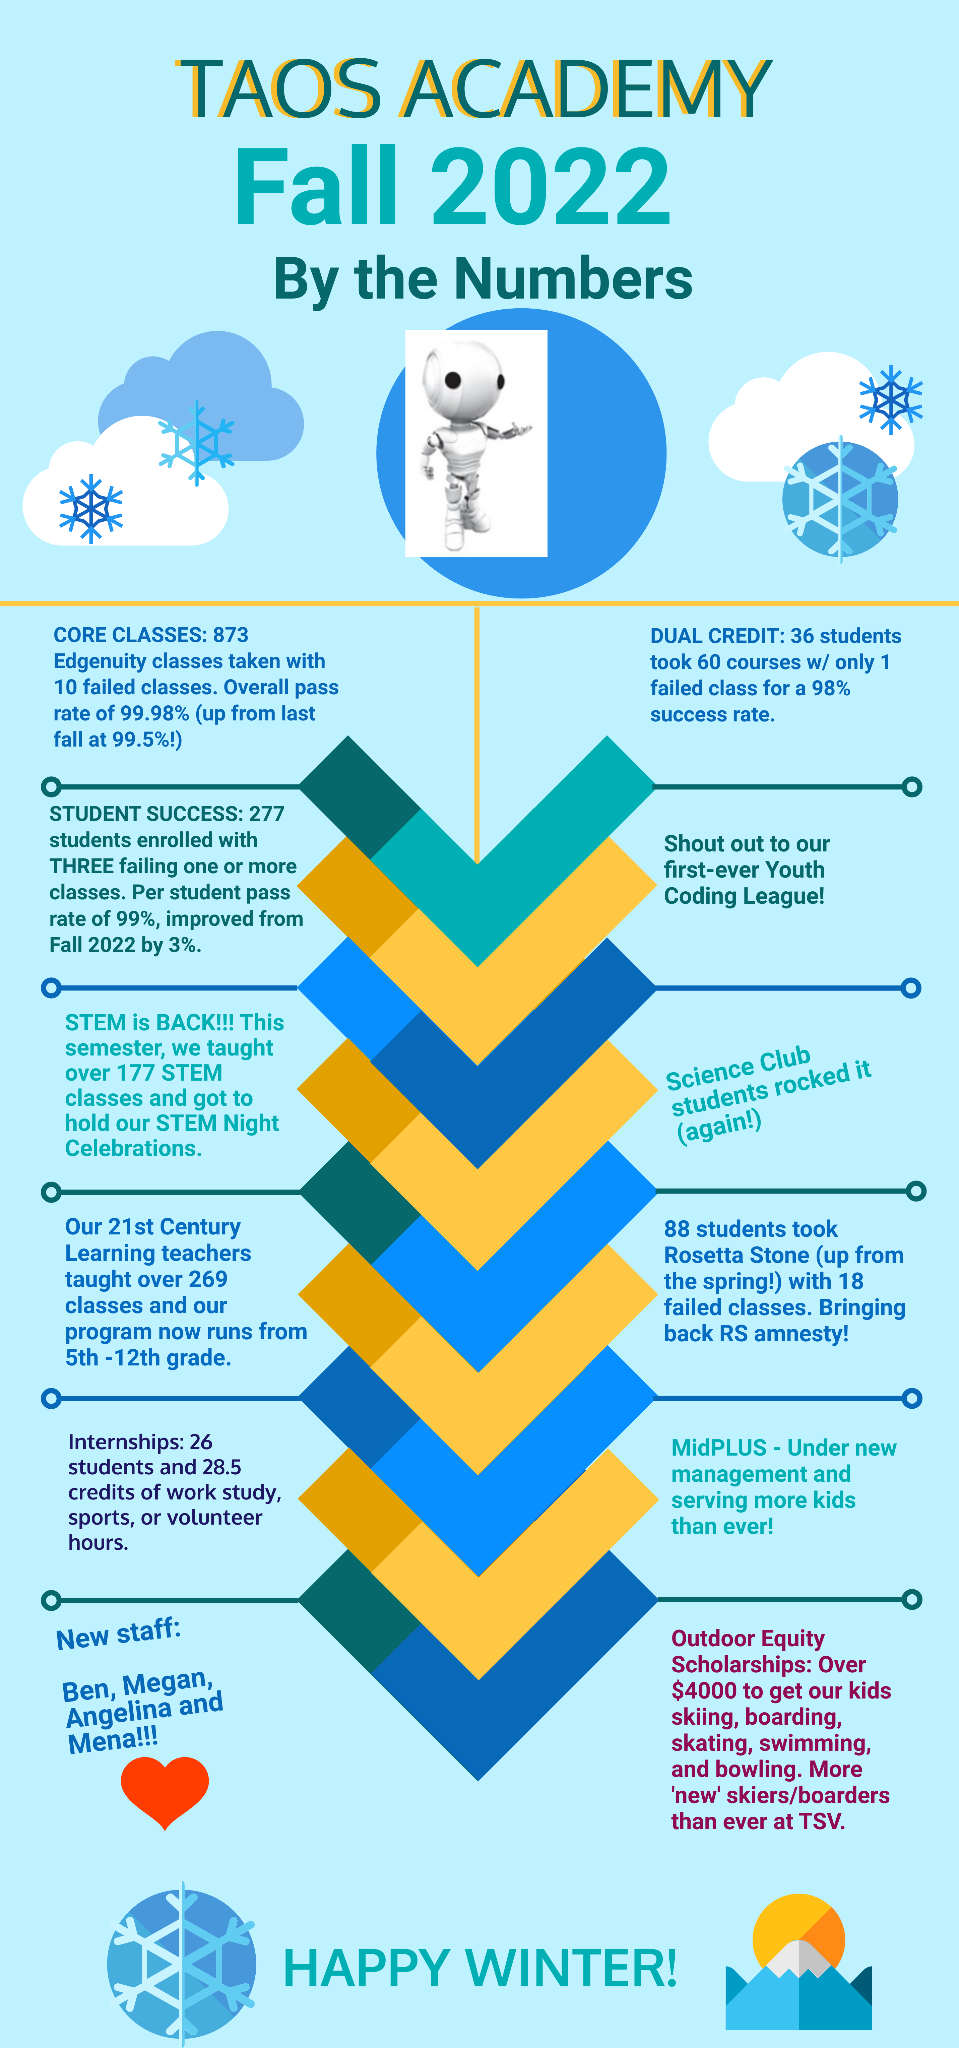 TAOS ACADEMY
Fall 2022
By the Numbers
CORE CLASSES: 873
Edgenuity classes taken with
10 failed classes. Overall pass
rate of 99.98% (up from last
fall at 99.5%!)
DUAL CREDIT: 36 students
took 60 courses w/ only 1
failed class for a 98%
success rate.
STUDENT SUCCESS: 277
students enrolled with
THREE failing one or more
classes. Per student pass
rate of 99%, improved from
Fall 2022 by 3%.
Shout out to our
first-ever Youth
Coding League!
STEM is BACK!!! This
semester, we taught
over 177 STEM
classes and got to
hold our STEM Night
Celebrations.
Science Club
students rocked it
(again!)
Our 21st Century
Learning teachers
taught over 269
classes and our
program now runs from
5th -12th grade.
88 students took
Rosetta Stone (up from
the spring!) with 18
failed classes. Bringing
back RS amnesty!
Internships: 26
students and 28.5
credits of work study,
sports, or volunteer
hours.
MidPLUS - Under new
management and
serving more kids
than ever!
New staff:
Ben, Megan,
Angelina and
Mena!!!
Outdoor Equity
Scholarships: Over
$4000 to get our kids
skiing, boarding,
skating, swimming,
and bowling. More
'new' skiers/boarders
than ever at TSV.
HAPPY WINTER!